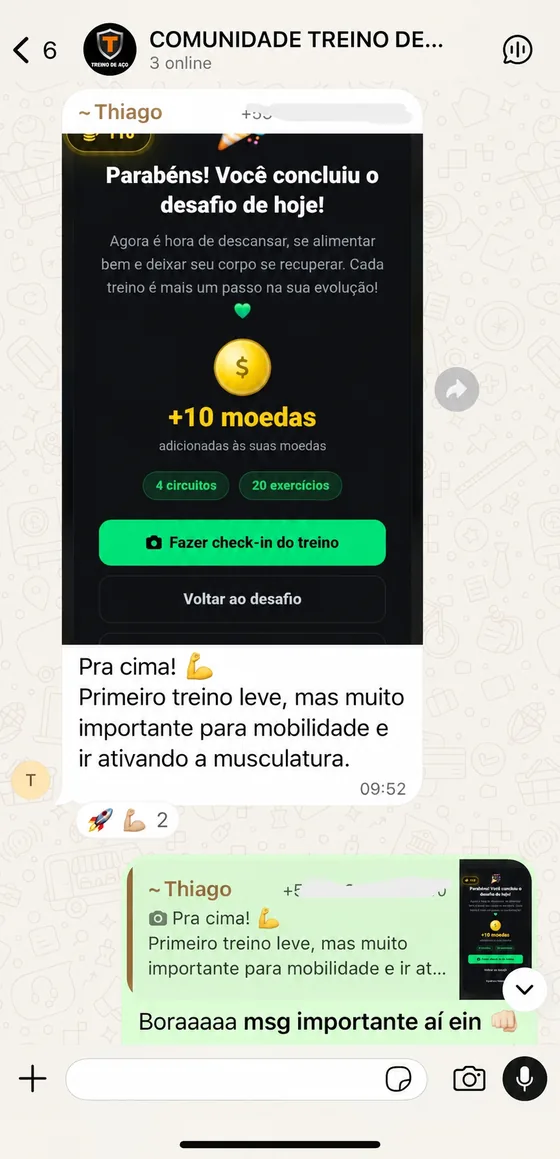 6
COMUNIDADE TREINO DE...
3 online
TREINO DE AÇO
~ Thiago
Parabéns! Você concluiu o
desafio de hoje!
Agora é hora de descansar, se alimentar
bem e deixar seu corpo se recuperar. Cada
treino é mais um passo na sua evolução!
💚
$
+10 moedas
adicionadas às suas moedas
4 circuitos 20 exercícios
Fazer check-in do treino
Voltar ao desafio
Pra cima! 💪
Primeiro treino leve, mas muito
importante para mobilidade e
ir ativando a musculatura.
T
09:52
🚀 💪🏼 2
~ Thiago
📷 Pra cima! 💪
Primeiro treino leve, mas muito
importante para mobilidade e ir at...
Boraaaaa msg importante aí ein 👊🏻